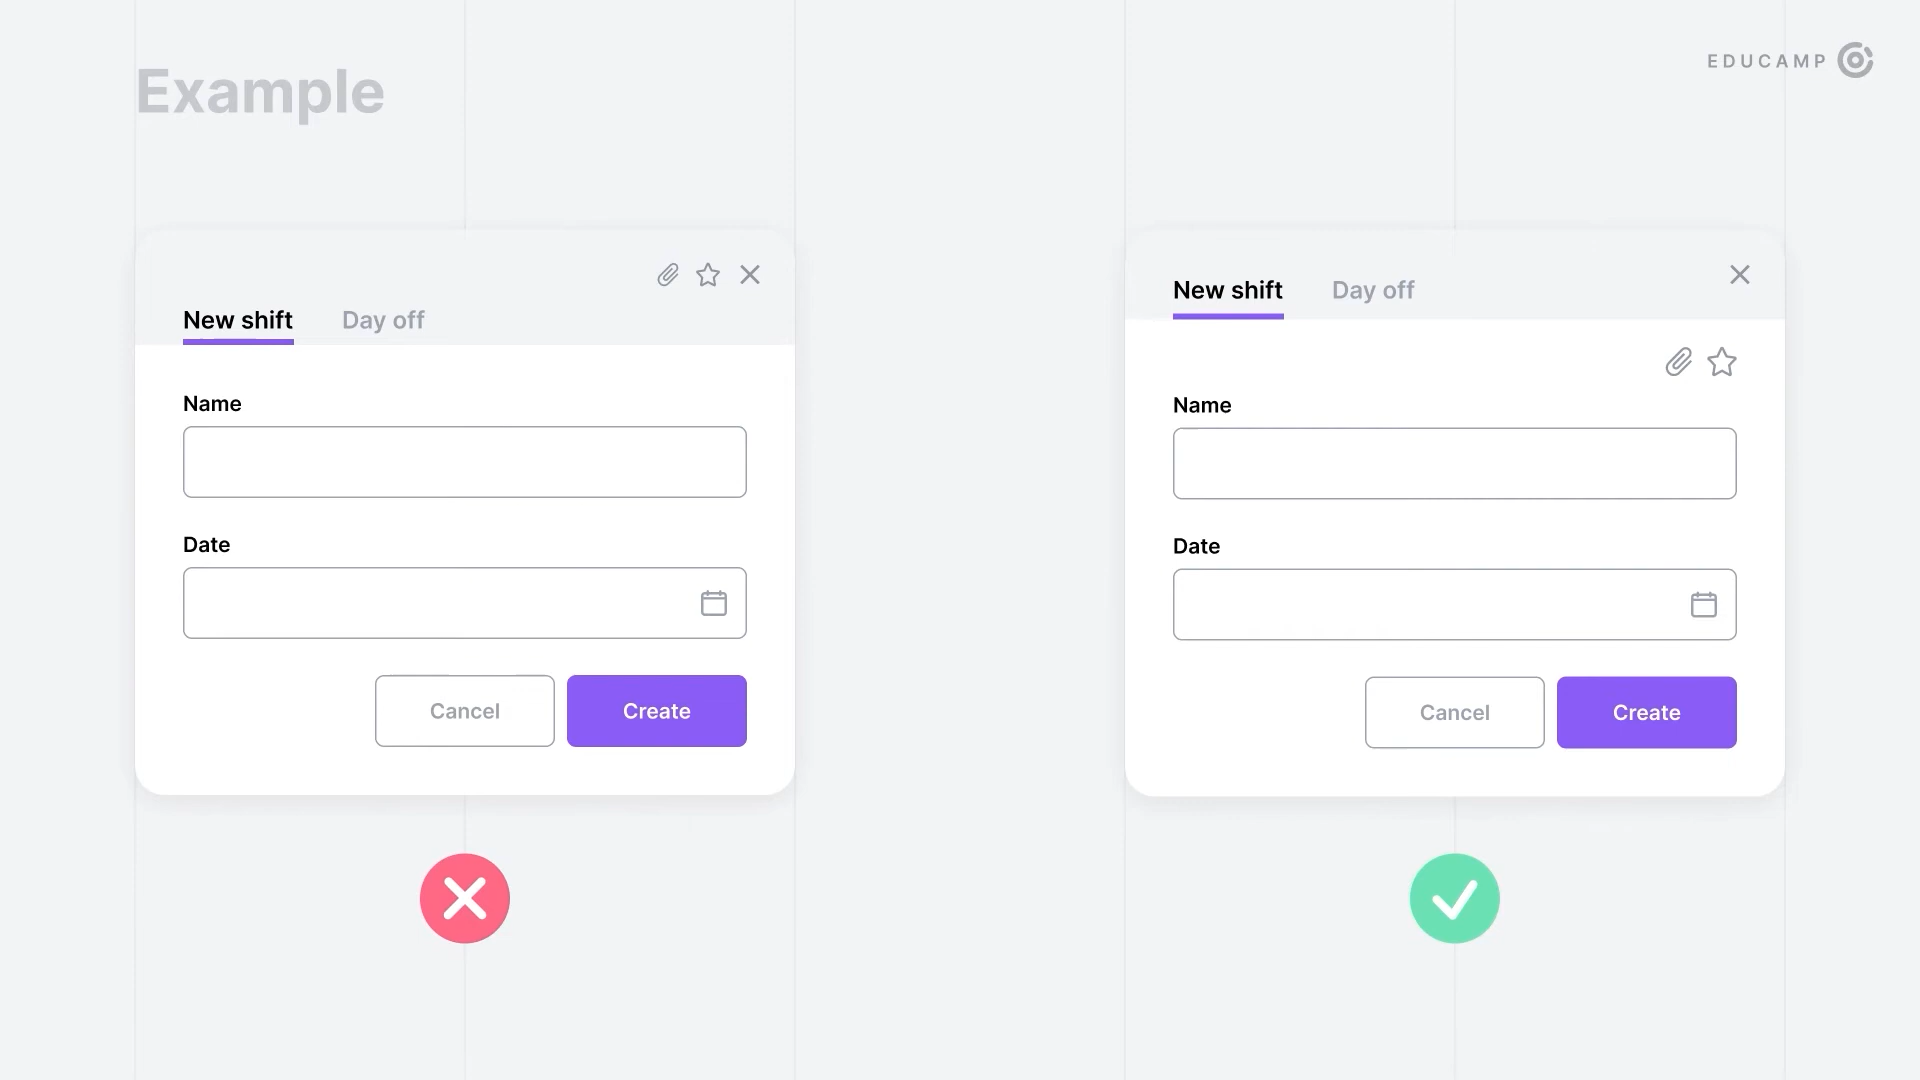 Example
EDUCAMP
New shift Day off
Name
Date
Cancel Create
New shift Day off
Name
Date
Cancel Create